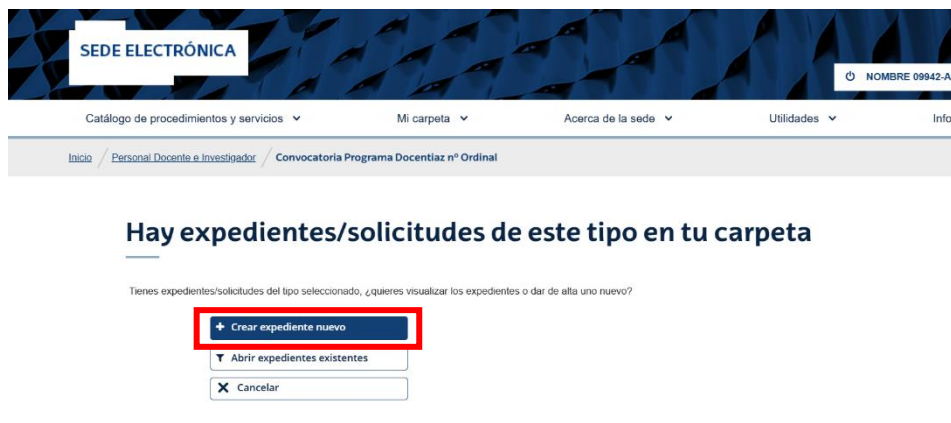 SEDE ELECTRÓNICA
NOMBRE 09942-A
Catálogo de procedimientos y servicios Mi carpeta Acerca de la sede Utilidades Info
Inicio / Personal Docente e Investigador / Convocatoria Programa Docentiaz nº Ordinal
Hay expedientes/solicitudes de este tipo en tu carpeta
Tienes expedientes/solicitudes del tipo seleccionado, ¿quieres visualizar los expedientes o dar de alta uno nuevo?
+ Crear expediente nuevo
Abrir expedientes existentes
Cancelar